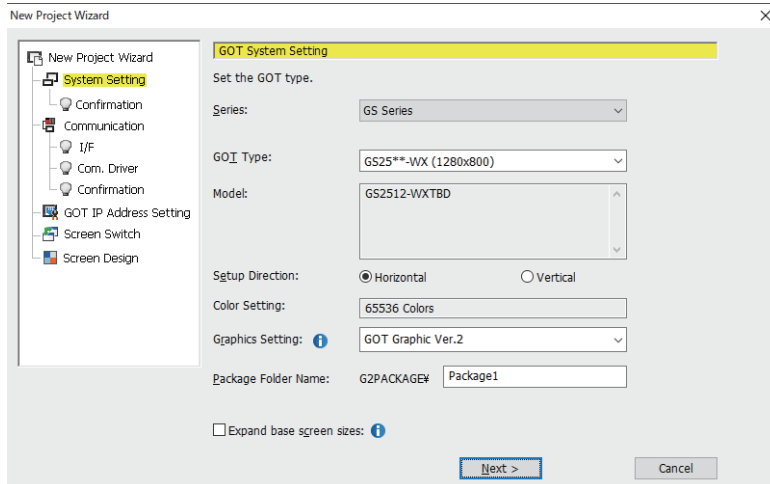 New Project Wizard
New Project Wizard
System Setting
Confirmation
Communication
I/F
Com. Driver
Confirmation
GOT IP Address Setting
Screen Switch
Screen Design
GOT System Setting
Set the GOT type.
Series: GS Series
GOT Type: GS25**-WX (1280x800)
Model: GS2512-WXTBD
Setup Direction: Horizontal Vertical
Color Setting: 65536 Colors
Graphics Setting: GOT Graphic Ver.2
Package Folder Name: G2PACKAGE¥ Package1
Expand base screen sizes:
Next > Cancel